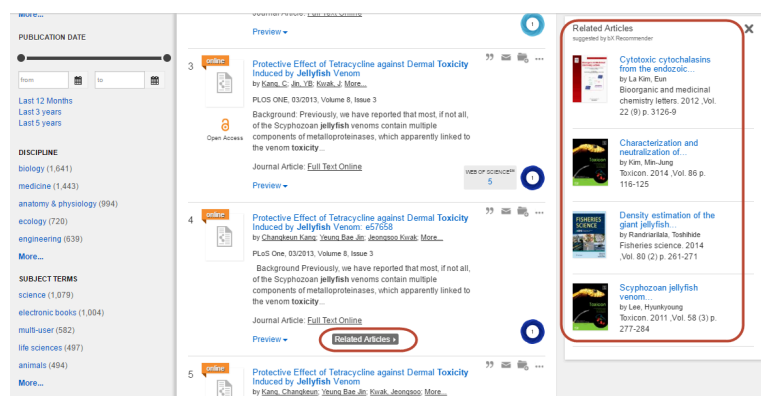 More...
PUBLICATION DATE
from
to
Last 12 Months
Last 3 years
Last 5 years
DISCIPLINE
biology (1,641)
medicine (1,443)
anatomy & physiology (994)
ecology (720)
engineering (639)
More...
SUBJECT TERMS
science (1,079)
electronic books (1,004)
multi-user (582)
life sciences (497)
animals (494)
More...
Journal Article: Full Text Online
Preview
3
online
Protective Effect of Tetracycline against Dermal Toxicity
Induced by Jellyfish Venom
by Kang, C; Jin, YB; Kwak, J; More...
PLOS ONE, 03/2013, Volume 8, Issue 3
Open Access
Background: Previously, we have reported that most, if not all,
of the Scyphozoan jellyfish venoms contain multiple
components of metalloproteinases, which apparently linked to
the venom toxicity...
Journal Article: Full Text Online
WEB OF SCIENCE™
5
Preview
4
online
Protective Effect of Tetracycline against Dermal Toxicity
Induced by Jellyfish Venom: e57658
by Changkeun Kang; Yeung Bae Jin; Jeongsoo Kwak; More...
PLoS One, 03/2013, Volume 8, Issue 3
Background Previously, we have reported that most, if not all,
of the Scyphozoan jellyfish venoms contain multiple
components of metalloproteinases, which apparently linked to
the venom toxicity...
Journal Article: Full Text Online
Preview
Related Articles
5
online
Protective Effect of Tetracycline against Dermal Toxicity
Induced by Jellyfish Venom
by Kang, Changkeun; Yeung Bae Jin; Kwak, Jeongsoo; More...
Related Articles
suggested by bX Recommender
Cytotoxic cytochalasins
from the endozoic...
by La Kim, Eun
Bioorganic and medicinal
chemistry letters. 2012 ,Vol.
22 (9) p. 3126-9
Characterization and
neutralization of...
by Kim, Min-Jung
Toxicon. 2014 ,Vol. 86 p.
116-125
Toxicon
Density estimation of the
giant jellyfish...
by Randriarilala, Toshihide
Fisheries science. 2014
,Vol. 80 (2) p. 261-271
FISHERIES
SCIENCE
Scyphozoan jellyfish
venom...
by Lee, Hyunkyoung
Toxicon. 2011 ,Vol. 58 (3) p.
277-284
Toxicon